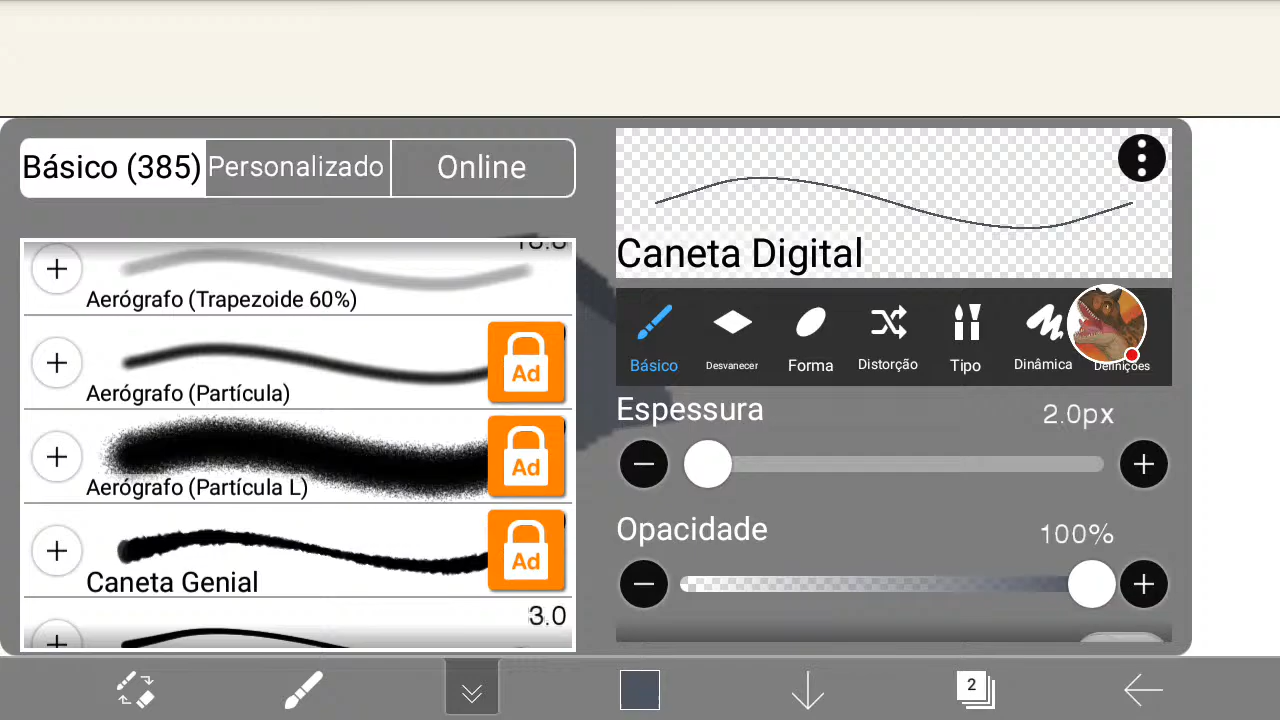 Básico (385)
Personalizado
Online
Aerógrafo (Trapezoide 60%)
Ad
Aerógrafo (Partícula)
Ad
Aerógrafo (Partícula L)
Ad
Caneta Genial
3.0
Caneta Digital
Básico
Desvanecer
Forma
Distorção
Tipo
Dinâmica
Definições
Espessura
2.0px
Opacidade
100%
2